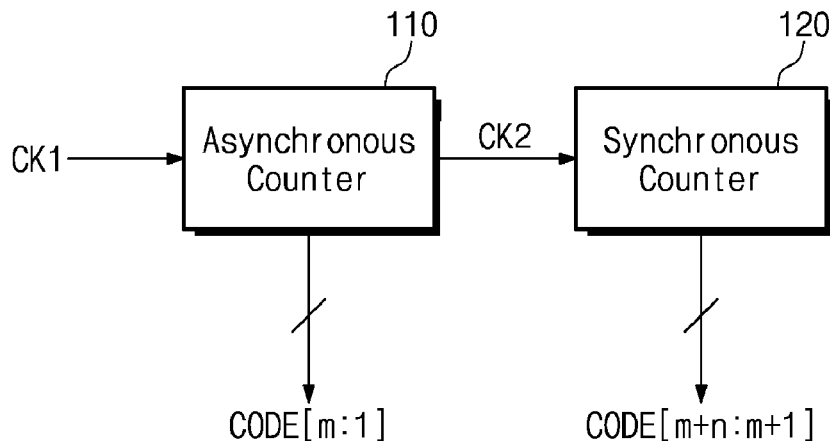 110
120
CK1
Asynchronous
Counter
CK2
Synchronous
Counter
CODE[m:1]
CODE[m+n:m+1]